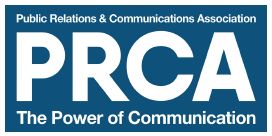 Public Relations & Communications Association
PRCA
The Power of Communication